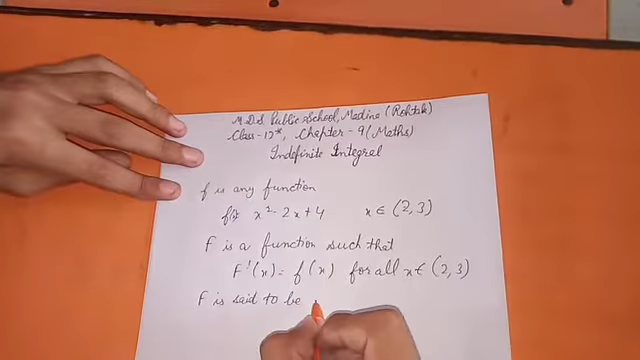 M.D.S Public School, Madina (Rohtak)
Class-12th, Chapter-9 (Maths)
Indefinite Integral
f is any function
x² - 2x + 4 x ∈ (2, 3)
F is a function such that
F'(x) = f(x) for all x ∈ (2, 3)
F is said to be